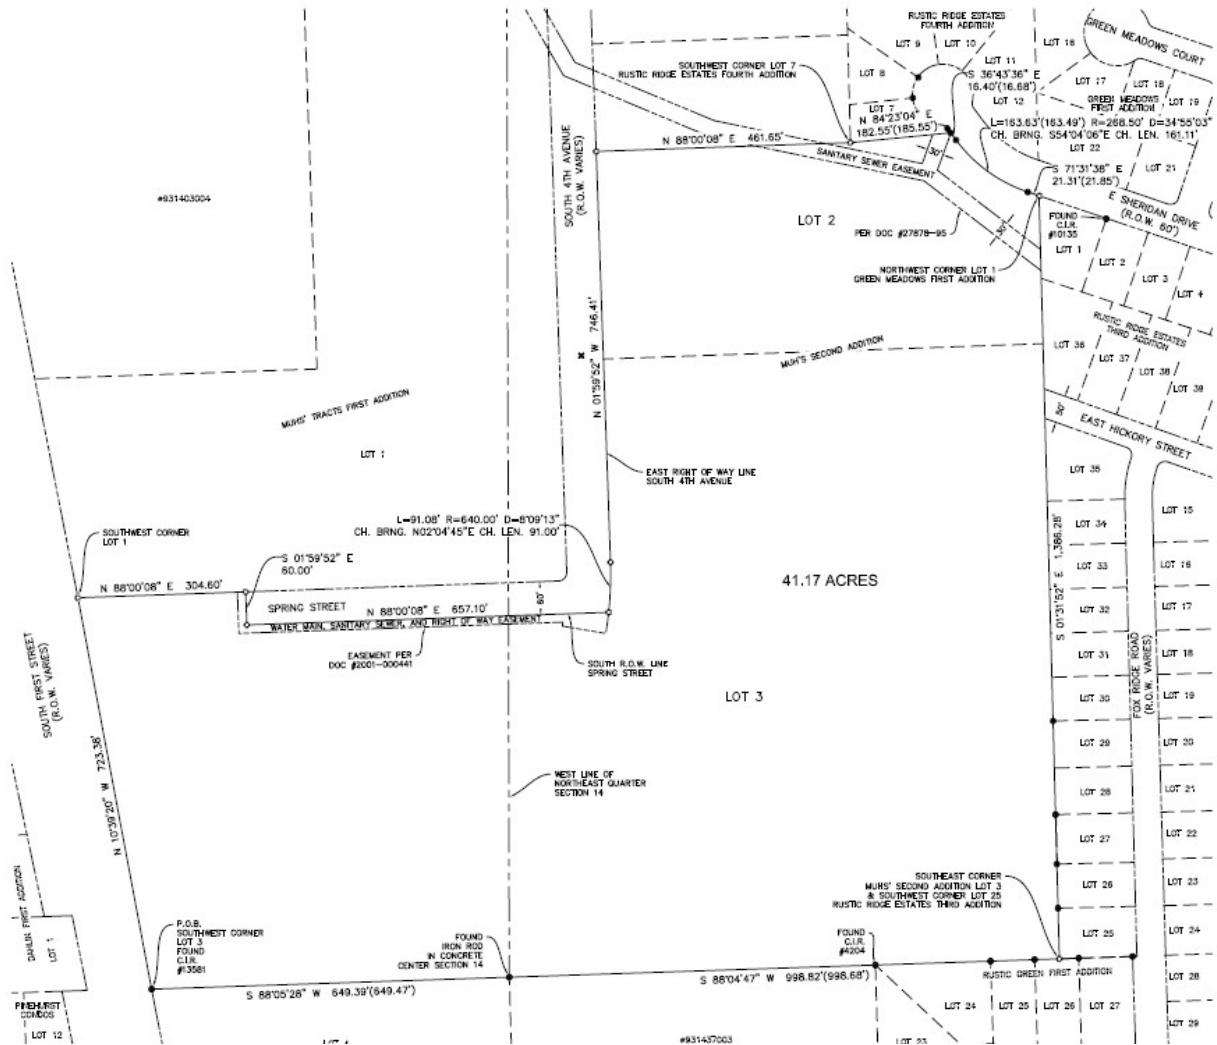 RUSTIC RIDGE ESTATES
FOURTH ADDITION
GREEN MEADOWS COURT
LOT 9
LOT 10
LOT 11
LOT 16
SOUTHWEST CORNER LOT 7
RUSTIC RIDGE ESTATES FOURTH ADDITION
LOT 8
S 36°43'36" E
16.40'(16.68')
LOT 17
LOT 18
LOT 19
LOT 7
LOT 12
GREEN MEADOWS
FIRST ADDITION
N 84°23'04" E
182.55'(185.55')
L=163.63'(163.49') R=268.50' D=34°55'03"
CH. BRNG. S54°04'06"E CH. LEN. 161.11'
LOT 22
LOT 21
N 88°00'08" E 461.65'
SANITARY SEWER EASEMENT
30'
S 71°31'38" E
21.31'(21.85')
SOUTH 4TH AVENUE
(R.O.W. VARIES)
#931403004
LOT 2
PER DOC #27878-95
30'
E SHERIDAN DRIVE
(R.O.W. 60')
FOUND
C.I.R.
#10135
LOT 1
LOT 2
LOT 3
LOT 4
NORTHWEST CORNER LOT 1
GREEN MEADOWS FIRST ADDITION
RUSTIC RIDGE ESTATES
THIRD ADDITION
N 01°59'52" W 746.41'
MUH'S SECOND ADDITION
LOT 36
LOT 37
LOT 38
LOT 39
MUHS' TRACTS FIRST ADDITION
50'
EAST HICKORY STREET
LOT 1
EAST RIGHT OF WAY LINE
SOUTH 4TH AVENUE
LOT 35
L=91.08' R=640.00' D=8°09'13"
CH. BRNG. N02°04'45"E CH. LEN. 91.00'
SOUTHWEST CORNER
LOT 1
LOT 34
LOT 15
S 01°59'52" E
60.00'
N 88°00'08" E 304.60'
41.17 ACRES
S 01°31'52" E 1,386.28'
LOT 33
LOT 16
SPRING STREET
N 88°00'08" E 657.10'
60'
WATER MAIN, SANITARY SEWER, AND RIGHT OF WAY EASEMENT
LOT 32
LOT 17
EASEMENT PER
DOC #2001-000441
SOUTH R.O.W. LINE
SPRING STREET
LOT 31
LOT 18
SOUTH FIRST STREET
(R.O.W. VARIES)
LOT 3
FOX RIDGE ROAD
(R.O.W. VARIES)
LOT 30
LOT 19
LOT 29
LOT 20
N 10°39'20" W 723.38'
WEST LINE OF
NORTHEAST QUARTER
SECTION 14
LOT 28
LOT 21
LOT 27
LOT 22
DAHLIN FIRST ADDITION
LOT 1
SOUTHEAST CORNER
MUHS' SECOND ADDITION LOT 3
& SOUTHWEST CORNER LOT 25
RUSTIC RIDGE ESTATES THIRD ADDITION
LOT 26
LOT 23
P.O.B.
SOUTHWEST CORNER
LOT 3
FOUND
C.I.R.
#13581
FOUND
IRON ROD
IN CONCRETE
CENTER SECTION 14
FOUND
C.I.R.
#4204
LOT 25
LOT 24
S 88°05'28" W 649.39'(649.47')
S 88°04'47" W 998.82'(998.68')
RUSTIC GREEN FIRST ADDITION
LOT 28
PINEHURST
CONDOS
LOT 12
LOT 24
LOT 25
LOT 26
LOT 27
LOT 29
#931437003
LOT 23